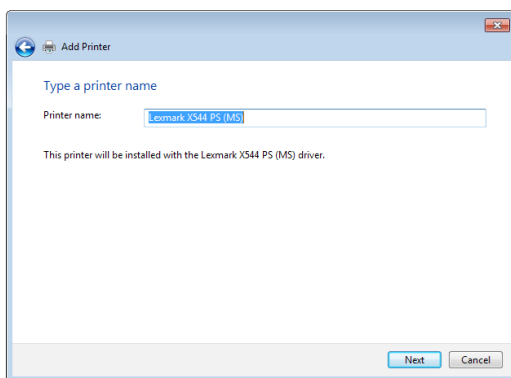 Add Printer
Type a printer name
Printer name:
Lexmark X544 PS (MS)
This printer will be installed with the Lexmark X544 PS (MS) driver.
Next
Cancel